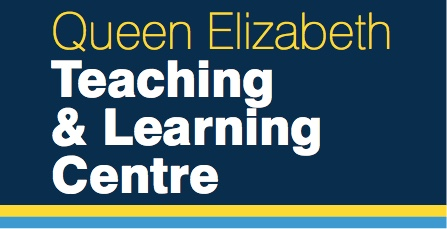 Queen Elizabeth
Teaching
& Learning
Centre